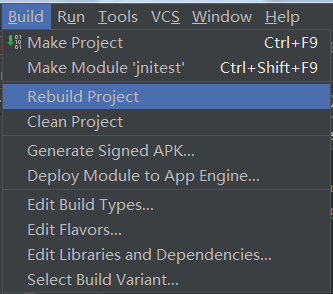 Build Run Tools VCS Window Help
Make Project Ctrl+F9
Make Module 'jnitest' Ctrl+Shift+F9
Rebuild Project
Clean Project
Generate Signed APK...
Deploy Module to App Engine...
Edit Build Types...
Edit Flavors...
Edit Libraries and Dependencies...
Select Build Variant...